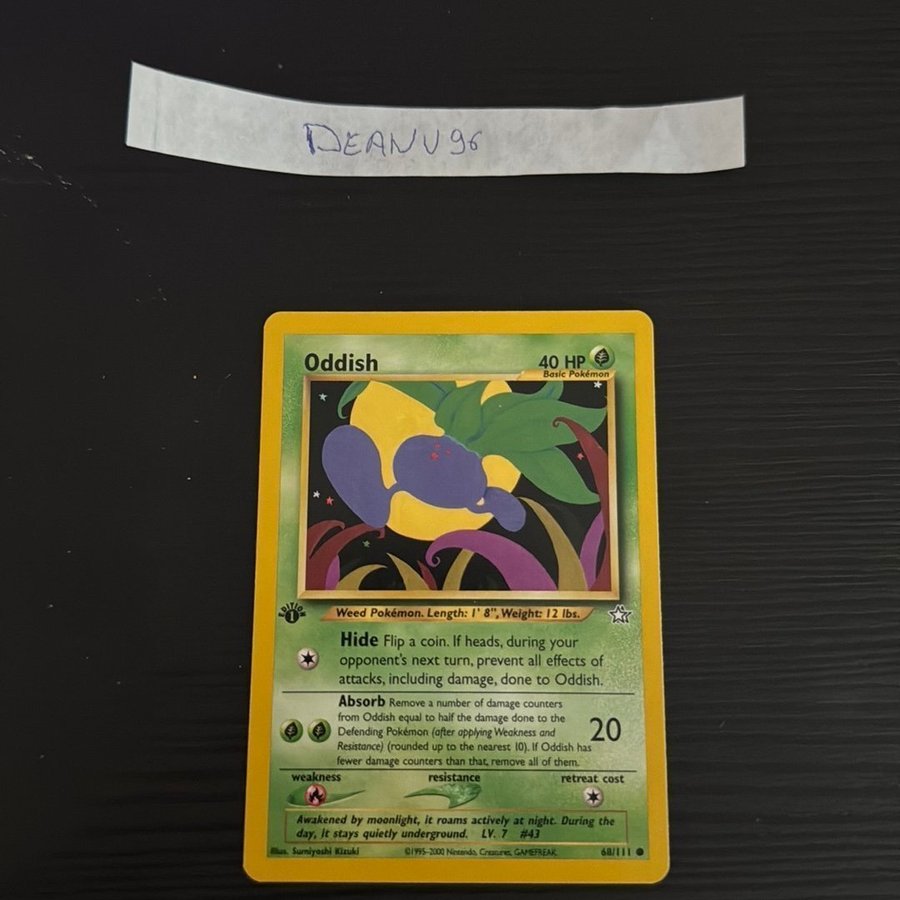 DEANV96
Oddish
40 HP
Basic Pokémon
EDITION
1
Weed Pokémon. Length: 1' 8", Weight: 12 lbs.
Hide Flip a coin. If heads, during your
opponent's next turn, prevent all effects of
attacks, including damage, done to Oddish.
Absorb Remove a number of damage counters
from Oddish equal to half the damage done to the
Defending Pokémon (after applying Weakness and
Resistance) (rounded up to the nearest 10). If Oddish has
fewer damage counters than that, remove all of them.
20
weakness resistance retreat cost
Awakened by moonlight, it roams actively at night. During the
day, it stays quietly underground. LV. 7 #43
Illus. Sumiyoshi Kizuki ©1995-2000 Nintendo, Creatures, GAMEFREAK. 68/111